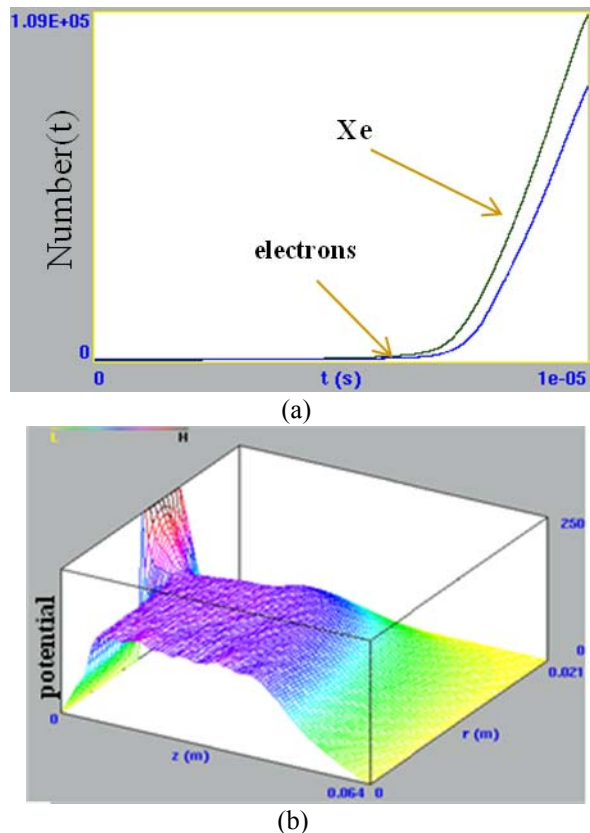 1.09E+05
Number(t)
Xe
electrons
0
0
t (s)
1e-05
(a)
L
H
250
potential
0
0.021
0
z (m)
r (m)
0.064
0
(b)